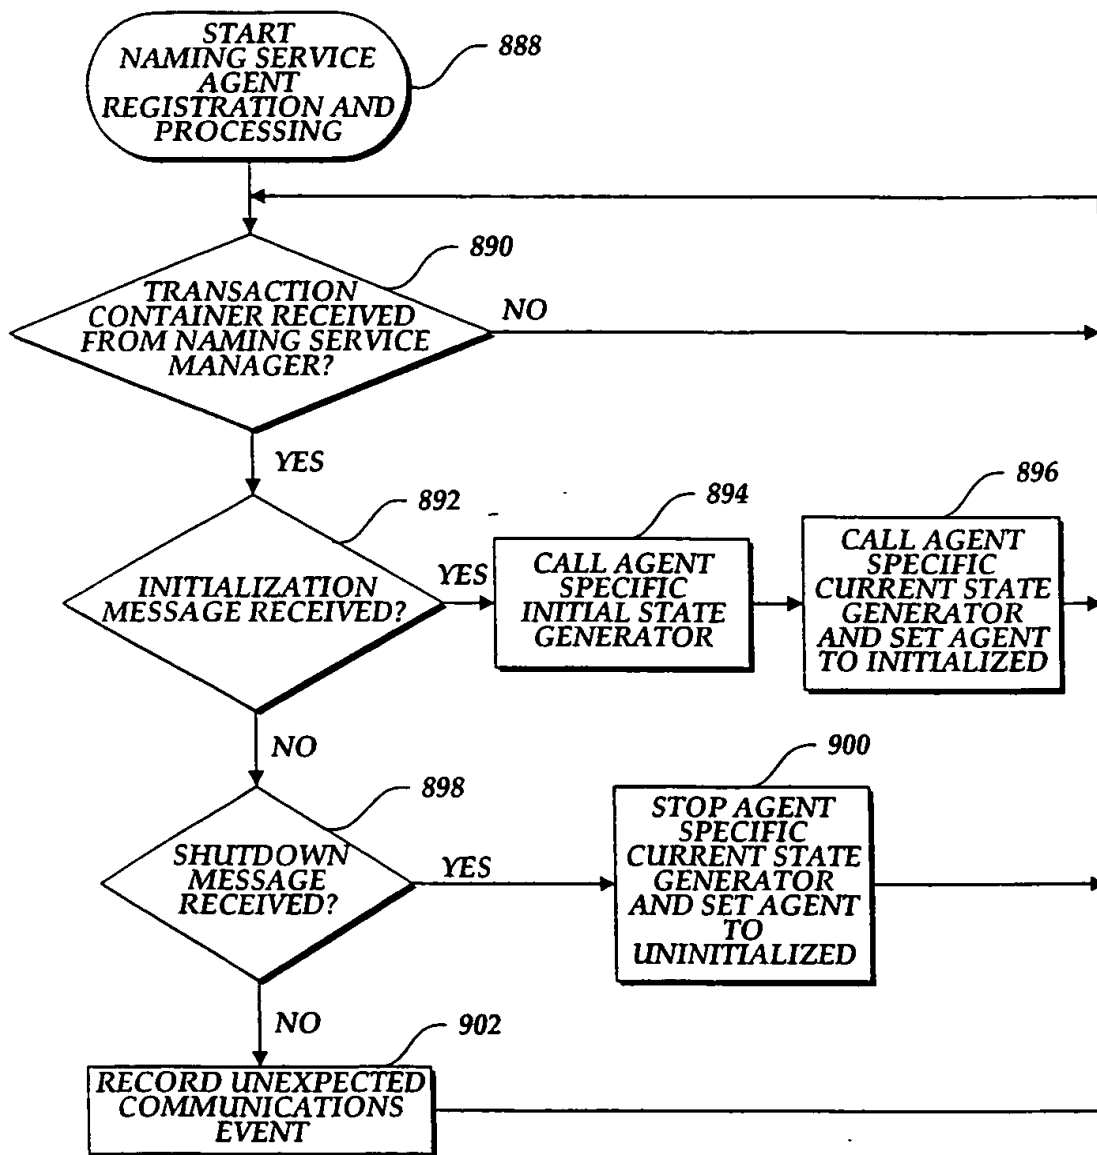 START
NAMING SERVICE
AGENT
REGISTRATION AND
PROCESSING
888
890
TRANSACTION
CONTAINER RECEIVED
FROM NAMING SERVICE
MANAGER?
NO
YES
892
INITIALIZATION
MESSAGE RECEIVED?
YES
894
CALL AGENT
SPECIFIC
INITIAL STATE
GENERATOR
896
CALL AGENT
SPECIFIC
CURRENT STATE
GENERATOR
AND SET AGENT
TO INITIALIZED
NO
898
SHUTDOWN
MESSAGE
RECEIVED?
YES
900
STOP AGENT
SPECIFIC
CURRENT STATE
GENERATOR
AND SET AGENT
TO
UNINITIALIZED
NO
902
RECORD UNEXPECTED
COMMUNICATIONS
EVENT